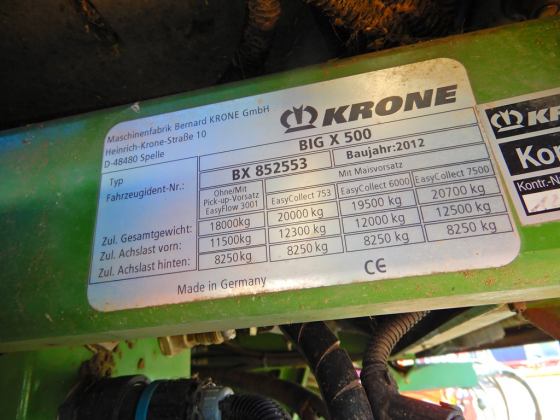 Maschinenfabrik Bernard KRONE GmbH
Heinrich-Krone-Straße 10
D-48480 Spelle
KRONE
Typ BIG X 500
Fahrzeugident-Nr.: BX 852553 Baujahr:2012
Ohne/Mit Pick-up-Vorsatz EasyFlow 3001
Mit Maisvorsatz
EasyCollect 753 EasyCollect 6000 EasyCollect 7500
Zul. Gesamtgewicht: 18000kg 20000 kg 19500 kg 20700 kg
Zul. Achslast vorn: 11500kg 12300 kg 12000 kg 12500 kg
Zul. Achslast hinten: 8250kg 8250 kg 8250 kg 8250 kg
Made in Germany CE
Kontr.-N